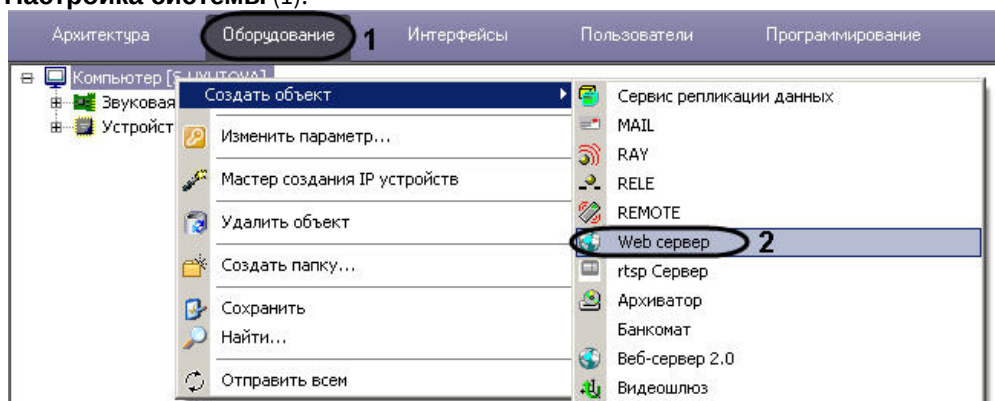 Настройка системы (1).
Архитектура Оборудование 1 Интерфейсы Пользователи Программирование
Компьютер
Звуковая
Устройст
Создать объект
Изменить параметр...
Мастер создания IP устройств
Удалить объект
Создать папку...
Сохранить
Найти...
Отправить всем
Сервис репликации данных
MAIL
RAY
RELE
REMOTE
Web сервер 2
rtsp Сервер
Архиватор
Банкомат
Веб-сервер 2.0
Видеошлюз